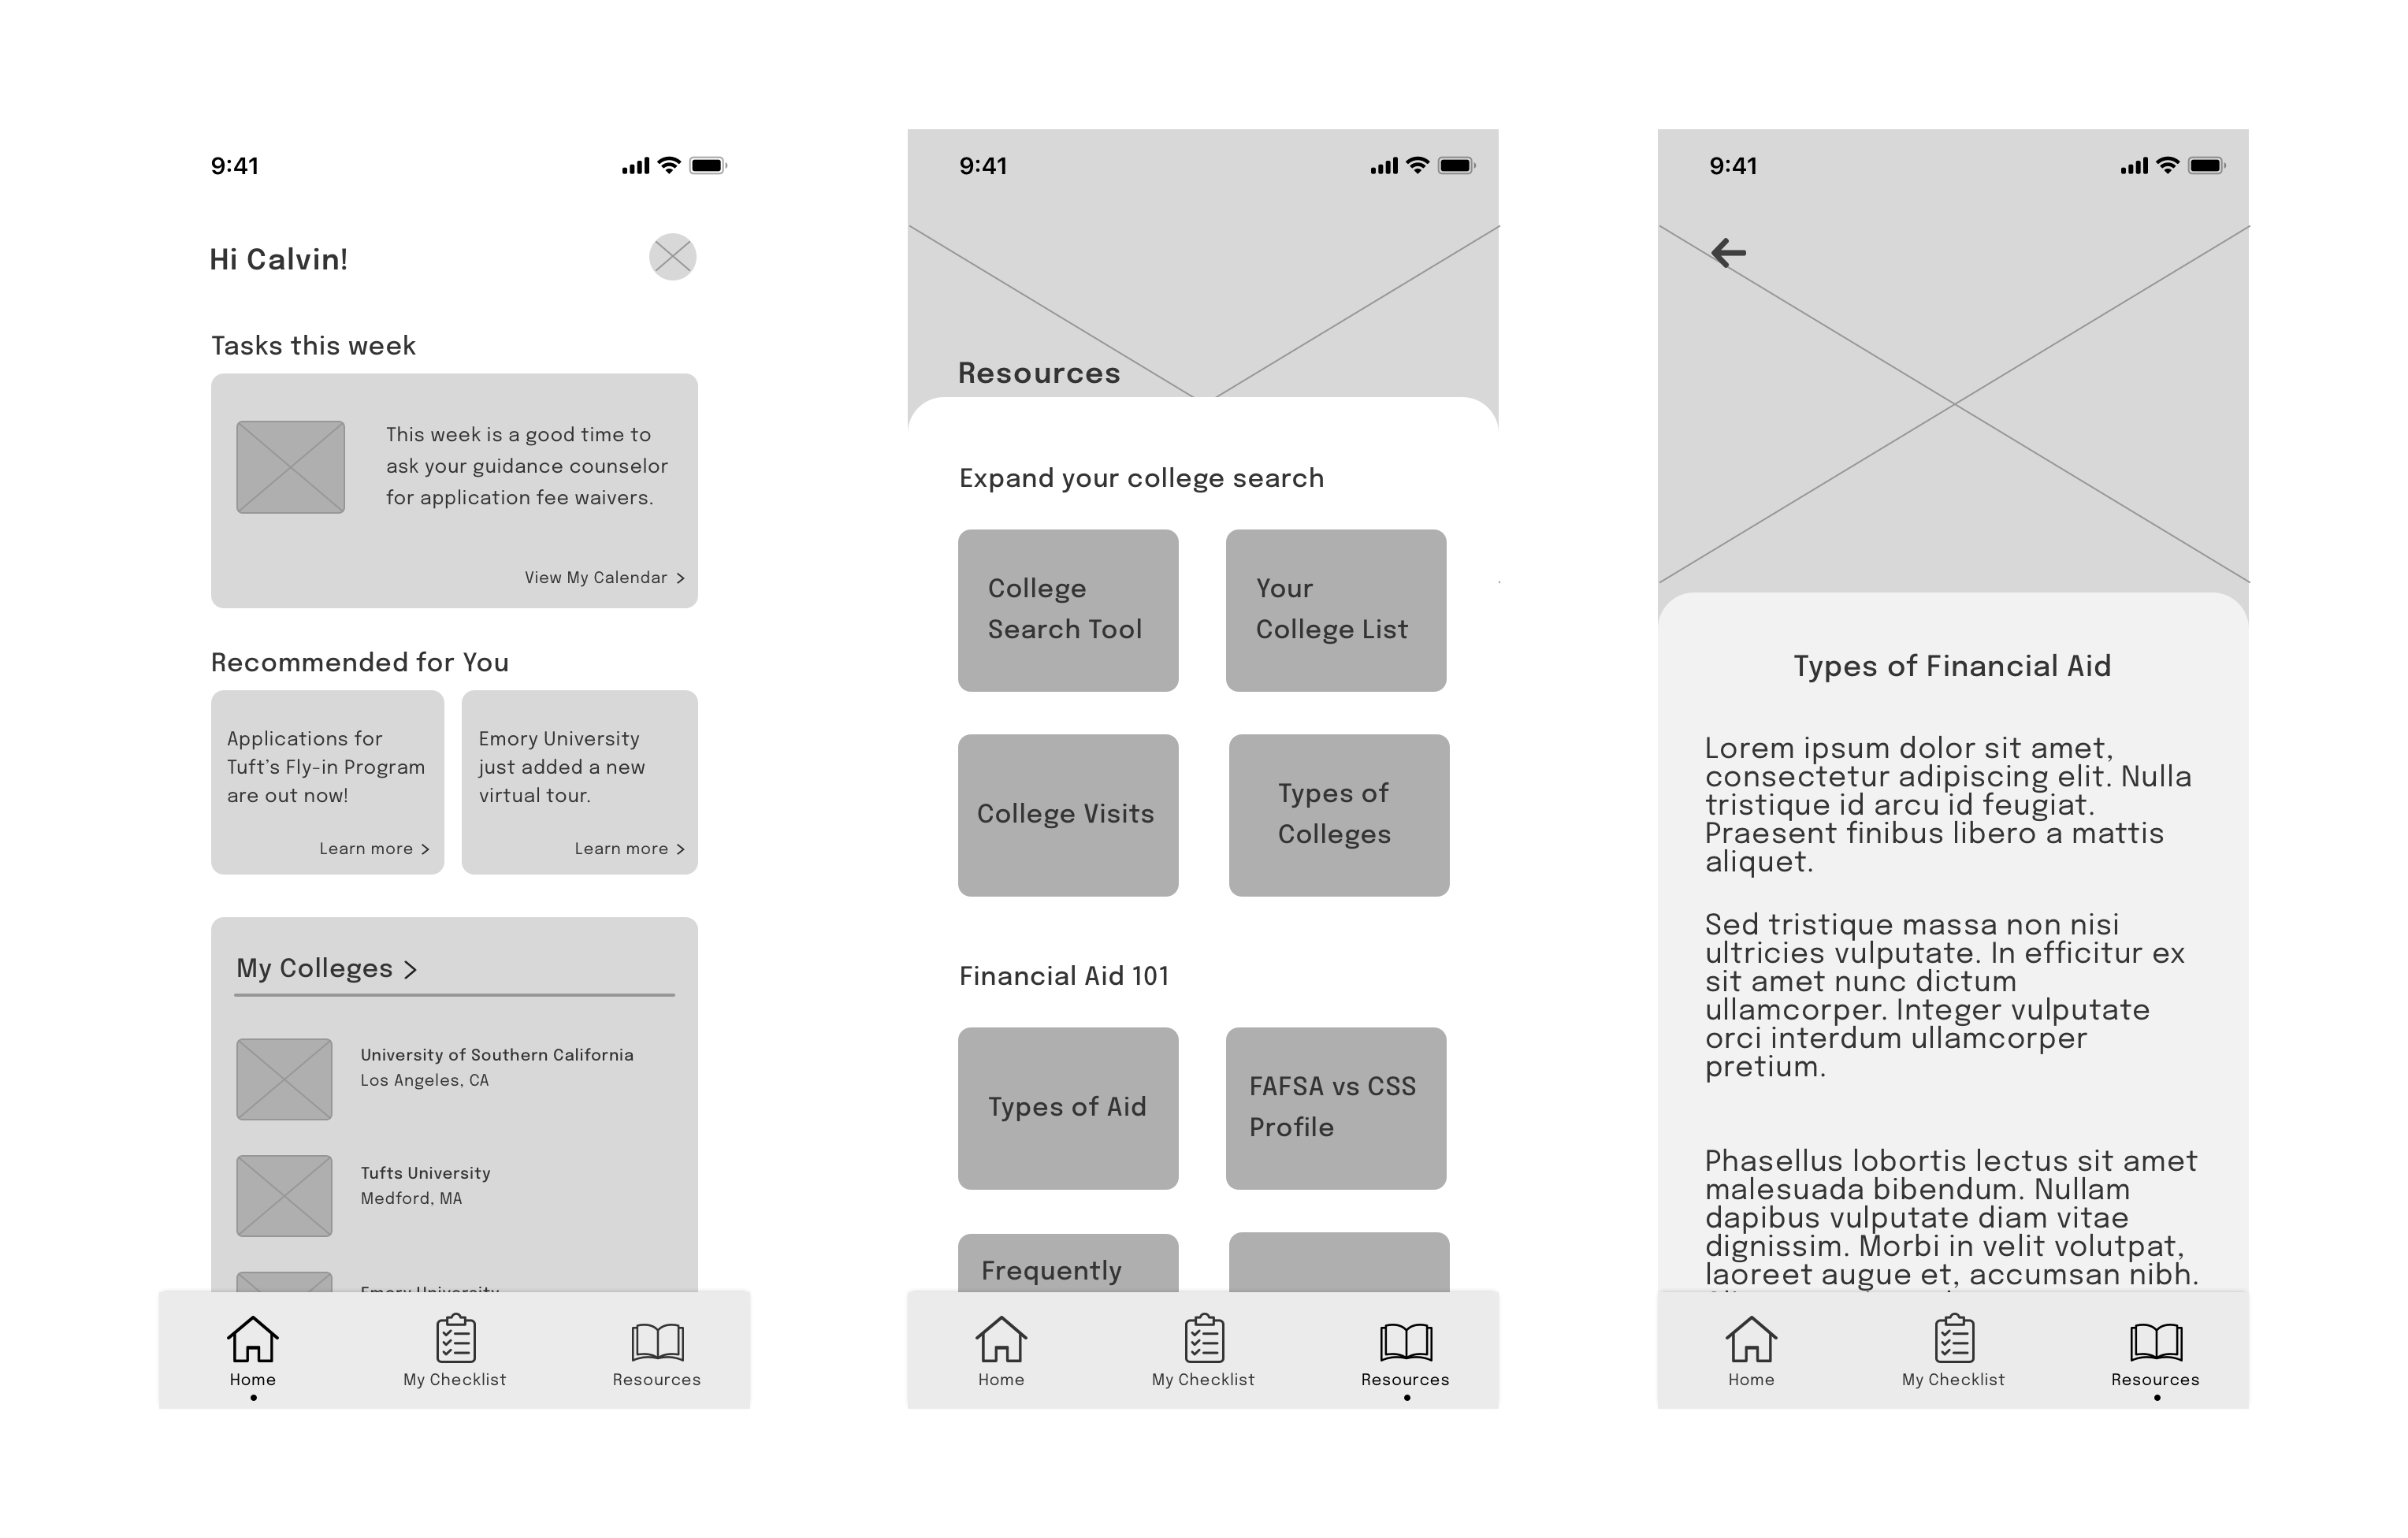 9:41
Hi Calvin!
Tasks this week
This week is a good time to
ask your guidance counselor
for application fee waivers.
View My Calendar >
Recommended for You
Applications for
Tuft's Fly-in Program
are out now!
Learn more >
Emory University
just added a new
virtual tour.
Learn more >
My Colleges >
University of Southern California
Los Angeles, CA
Tufts University
Medford, MA
Emory University
Home
My Checklist
Resources
9:41
Resources
Expand your college search
College
Search Tool
Your
College List
College Visits
Types of
Colleges
Financial Aid 101
Types of Aid
FAFSA vs CSS
Profile
Frequently
Home
My Checklist
Resources
9:41
Types of Financial Aid
Lorem ipsum dolor sit amet,
consectetur adipiscing elit. Nulla
tristique id arcu id feugiat.
Praesent finibus libero a mattis
aliquet.
Sed tristique massa non nisi
ultricies vulputate. In efficitur ex
sit amet nunc dictum
ullamcorper. Integer vulputate
orci interdum ullamcorper
pretium.
Phasellus lobortis lectus sit amet
malesuada bibendum. Nullam
dapibus vulputate diam vitae
dignissim. Morbi in velit volutpat,
laoreet augue et, accumsan nibh.
Home
My Checklist
Resources